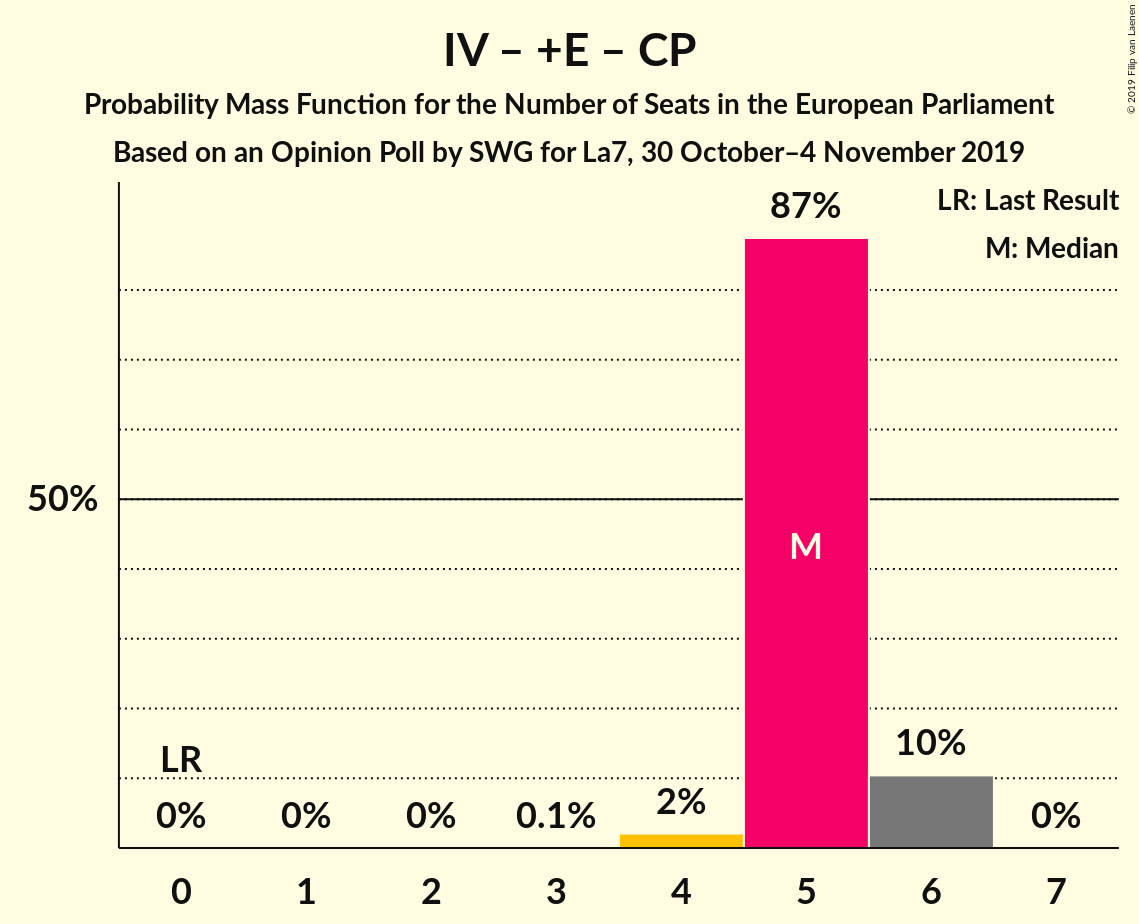 IV – +E – CP
Probability Mass Function for the Number of Seats in the European Parliament
Based on an Opinion Poll by SWG for La7, 30 October–4 November 2019
© 2019 Filip van Laenen
LR: Last Result
M: Median
87%
50%
M
LR
10%
0% 0% 0% 0.1% 2% 0%
0 1 2 3 4 5 6 7